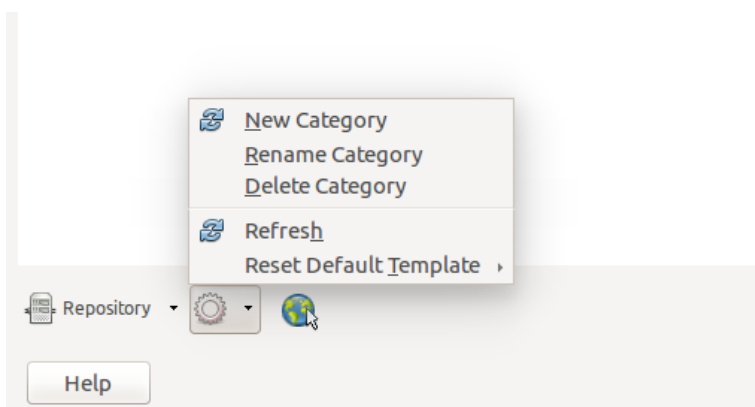 New Category
Rename Category
Delete Category
Refresh
Reset Default Template
Repository
Help